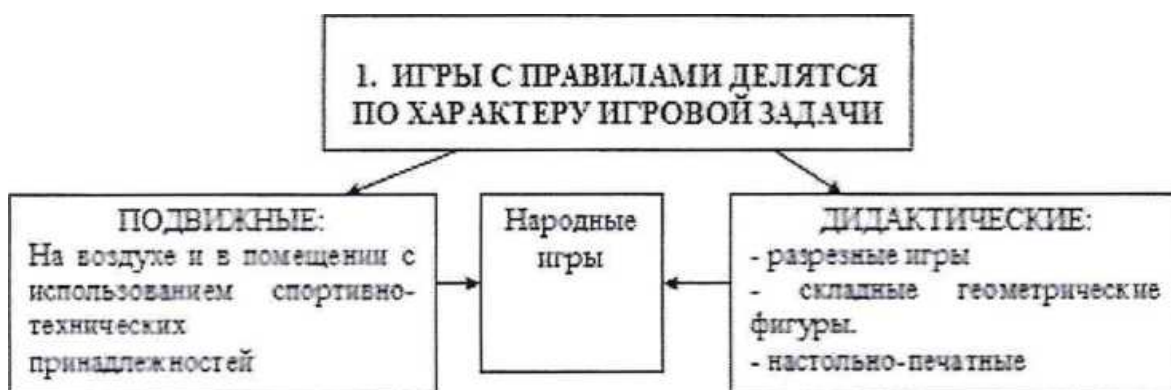 1. ИГРЫ С ПРАВИЛАМИ ДЕЛЯТСЯ
ПО ХАРАКТЕРУ ИГРОВОЙ ЗАДАЧИ
ПОДВИЖНЫЕ:
На воздухе и в помещении с
использованием спортивно-
технических
принадлежностей
Народные
игры
ДИДАКТИЧЕСКИЕ:
- разрезные игры
- складные геометрические
фигуры.
- настольно-печатные